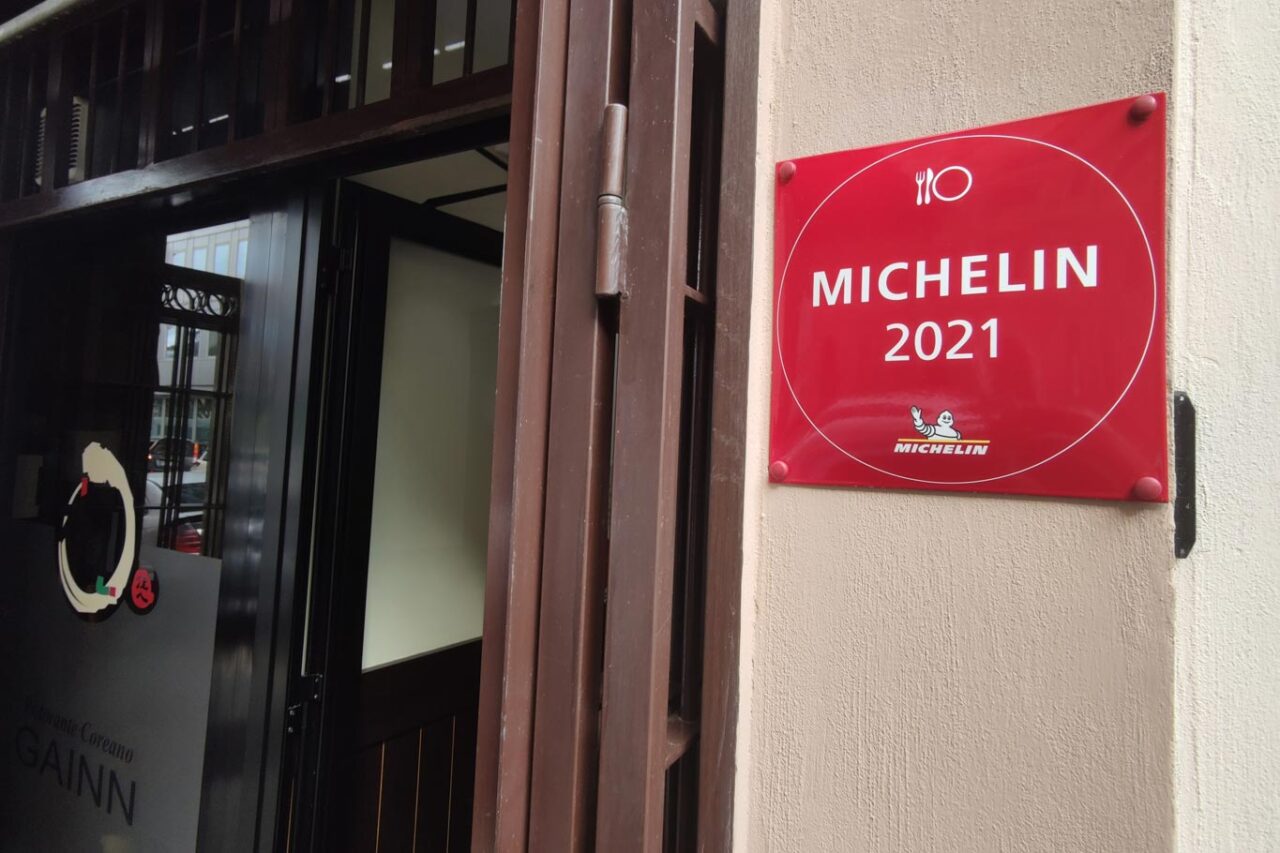 MICHELIN
2021
MICHELIN
Ristorante Coreano
GAINN